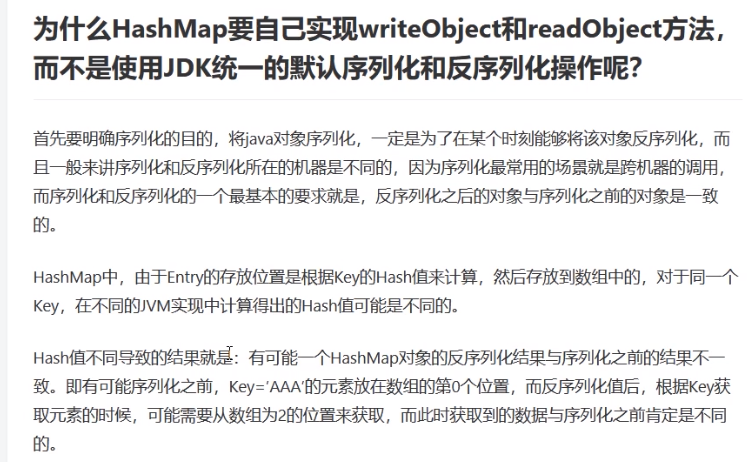 为什么HashMap要自己实现writeObject和readObject方法，
而不是使用JDK统一的默认序列化和反序列化操作呢？
首先要明确序列化的目的，将java对象序列化，一定是为了在某个时刻能够将该对象反序列化，而
且一般来讲序列化和反序列化所在的机器是不同的，因为序列化最常用的场景就是跨机器的调用，
而序列化和反序列化的一个最基本的要求就是，反序列化之后的对象与序列化之前的对象是一致
的。
HashMap中，由于Entry的存放位置是根据Key的Hash值来计算，然后存放到数组中的，对于同一个
Key，在不同的JVM实现中计算得出的Hash值可能是不同的。
Hash值不同导致的结果就是：有可能一个HashMap对象的反序列化结果与序列化之前的结果不一
致。即有可能序列化之前，Key='AAA'的元素放在数组的第0个位置，而反序列化值后，根据Key获
取元素的时候，可能需要从数组为2的位置来获取，而此时获取到的数据与序列化之前肯定是不同
的。